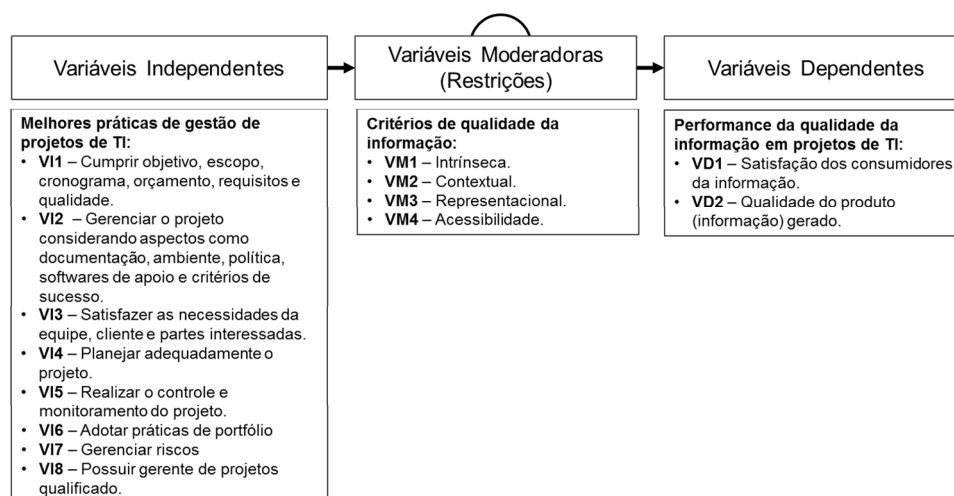 Variáveis Independentes
Melhores práticas de gestão de
projetos de TI:
• VI1 – Cumprir objetivo, escopo,
cronograma, orçamento, requisitos e
qualidade.
• VI2 – Gerenciar o projeto
considerando aspectos como
documentação, ambiente, política,
softwares de apoio e critérios de
sucesso.
• VI3 – Satisfazer as necessidades da
equipe, cliente e partes interessadas.
• VI4 – Planejar adequadamente o
projeto.
• VI5 – Realizar o controle e
monitoramento do projeto.
• VI6 – Adotar práticas de portfólio
• VI7 – Gerenciar riscos
• VI8 – Possuir gerente de projetos
qualificado.
Variáveis Moderadoras
(Restrições)
Critérios de qualidade da
informação:
• VM1 – Intrínseca.
• VM2 – Contextual.
• VM3 – Representacional.
• VM4 – Acessibilidade.
Variáveis Dependentes
Performance da qualidade da
informação em projetos de TI:
• VD1 – Satisfação dos consumidores
da informação.
• VD2 – Qualidade do produto
(informação) gerado.